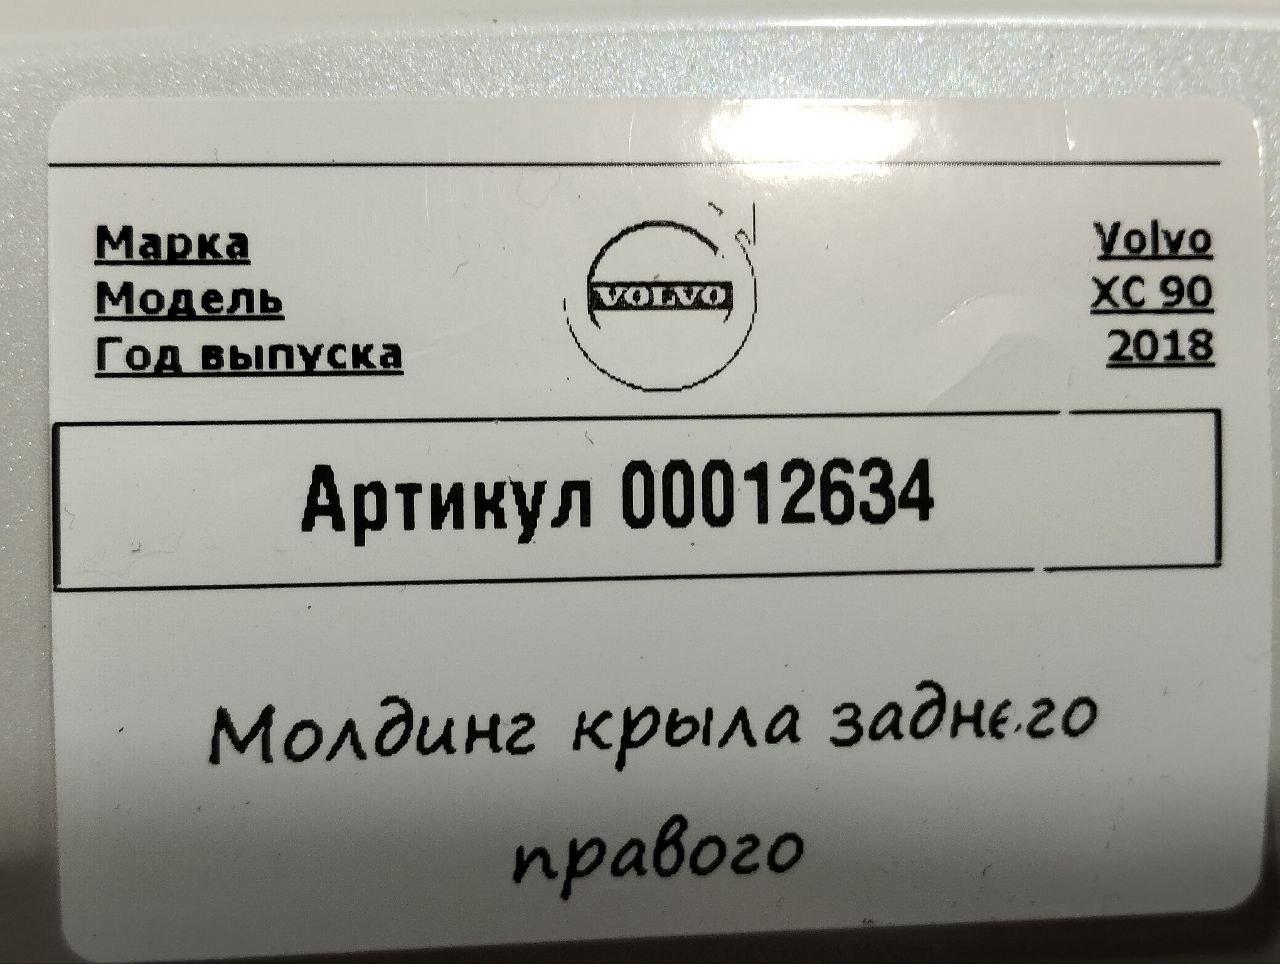 Марка
Volvo
Модель
VOLVO
XC 90
Год выпуска
2018
Артикул 00012634
Молдинг крыла заднего
правого